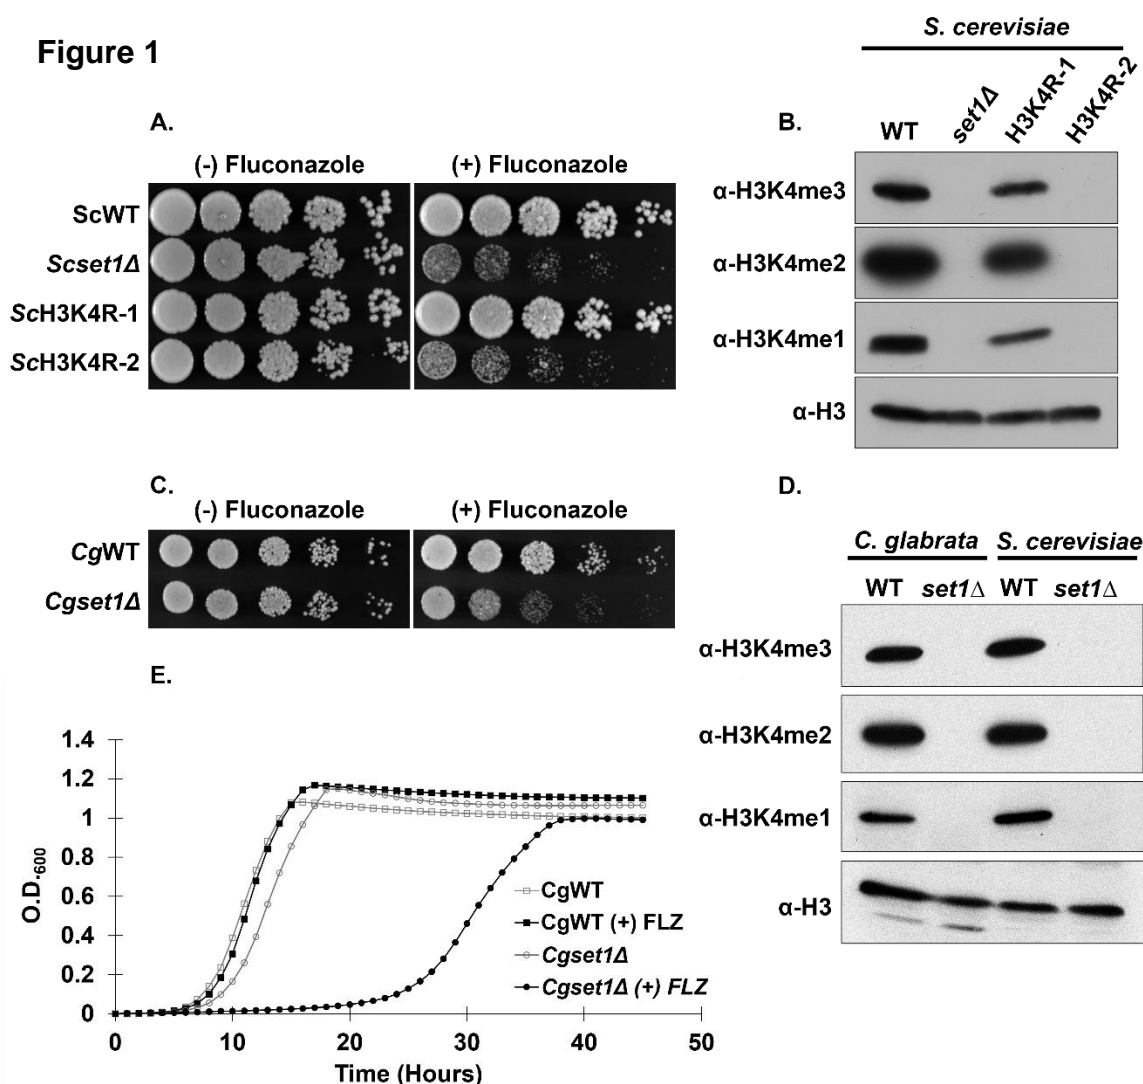 Figure 1
A.
(-) Fluconazole (+) Fluconazole
ScWT
Scset1Δ
ScH3K4R-1
ScH3K4R-2
B.
S. cerevisiae
WT set1Δ H3K4R-1 H3K4R-2
α-H3K4me3
α-H3K4me2
α-H3K4me1
α-H3
C.
(-) Fluconazole (+) Fluconazole
CgWT
Cgset1Δ
D.
C. glabrata S. cerevisiae
WT set1Δ WT set1Δ
α-H3K4me3
α-H3K4me2
α-H3K4me1
α-H3
E.
O.D.600
1.4
1.2
1
0.8
0.6
0.4
0.2
0
0 10 20 30 40 50
Time (Hours)
CgWT
CgWT (+) FLZ
Cgset1Δ
Cgset1Δ (+) FLZ